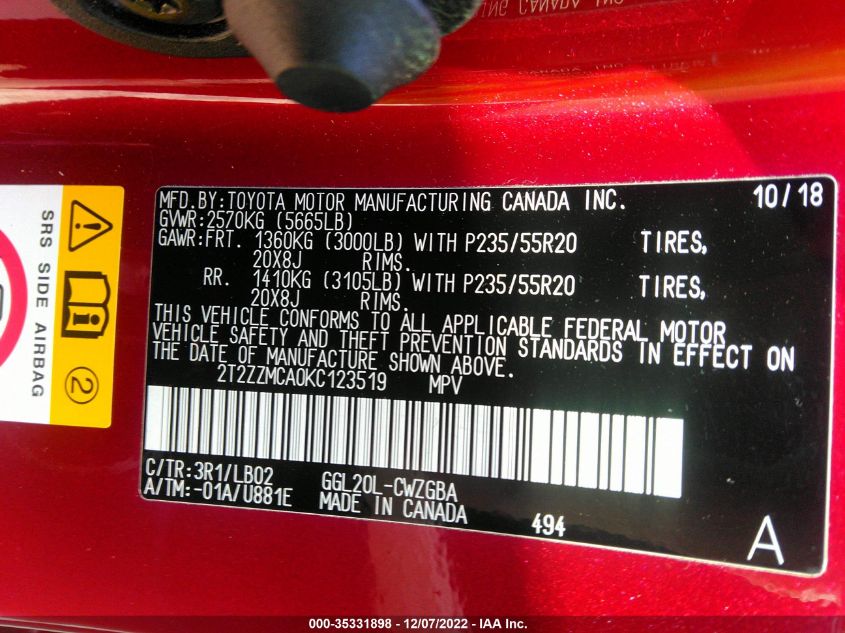 MFD.BY:TOYOTA MOTOR MANUFACTURING CANADA INC. 10/18
GVWR:2570KG (5665LB)
GAWR:FRT. 1360KG (3000LB) WITH P235/55R20 TIRES,
20X8J RIMS.
RR. 1410KG (3105LB) WITH P235/55R20 TIRES,
20X8J RIMS.
THIS VEHICLE CONFORMS TO ALL APPLICABLE FEDERAL MOTOR
VEHICLE SAFETY AND THEFT PREVENTION STANDARDS IN EFFECT ON
THE DATE OF MANUFACTURE SHOWN ABOVE.
2T2ZZMCA0KC123519 MPV
C/TR:3R1/LB02 GGL20L-CWZGBA
A/TM:-01A/U881E MADE IN CANADA
494
A
SRS SIDE AIRBAG
2
000-35331898 - 12/07/2022 - IAA Inc.